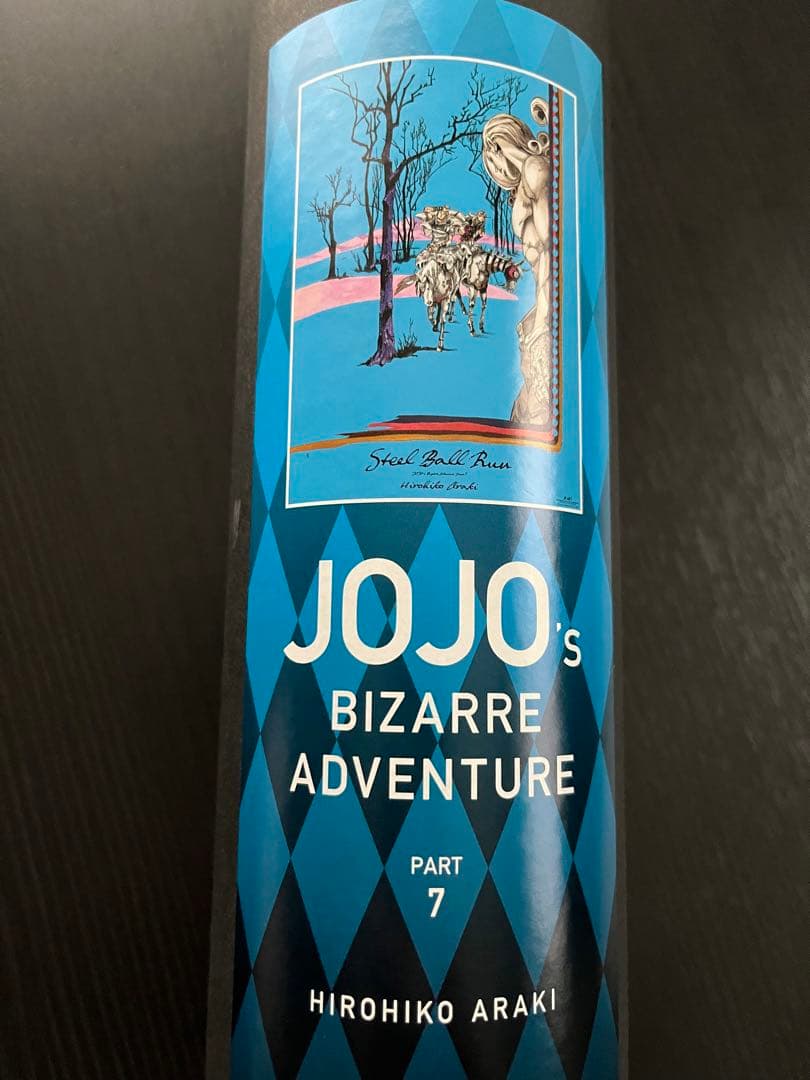 Steel Ball Run
Hirohiko Araki
JOJO's
BIZARRE
ADVENTURE
PART
7
HIROHIKO ARAKI